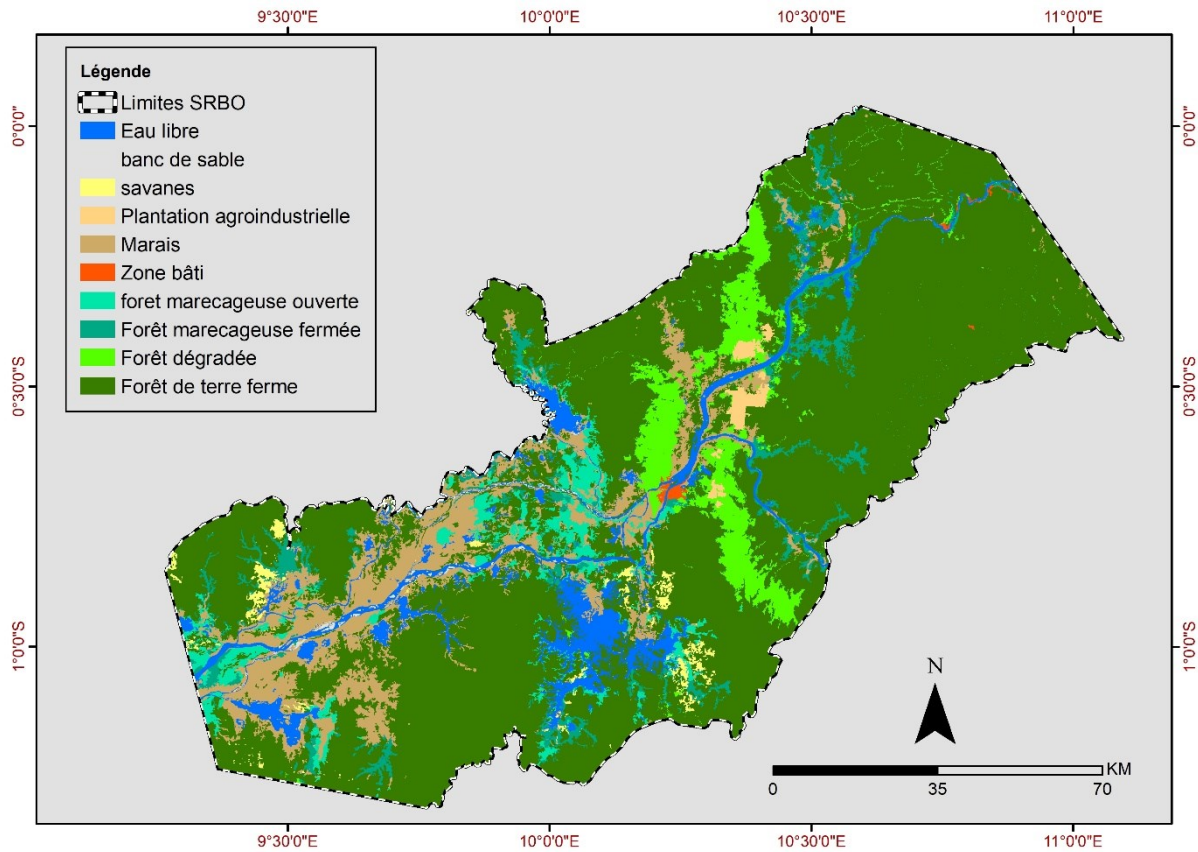 9°30'0"E 10°0'0"E 10°30'0"E 11°0'0"E
Légende
Limites SRBO
Eau libre
banc de sable
savanes
Plantation agroindustrielle
Marais
Zone bâti
foret marecageuse ouverte
Forêt marecageuse fermée
Forêt dégradée
Forêt de terre ferme
0°0'0"
0°0'0"
0°30'0"S
0°30'0"S
1°0'0"S
1°0'0"S
N
KM
0 35 70
9°30'0"E 10°0'0"E 10°30'0"E 11°0'0"E